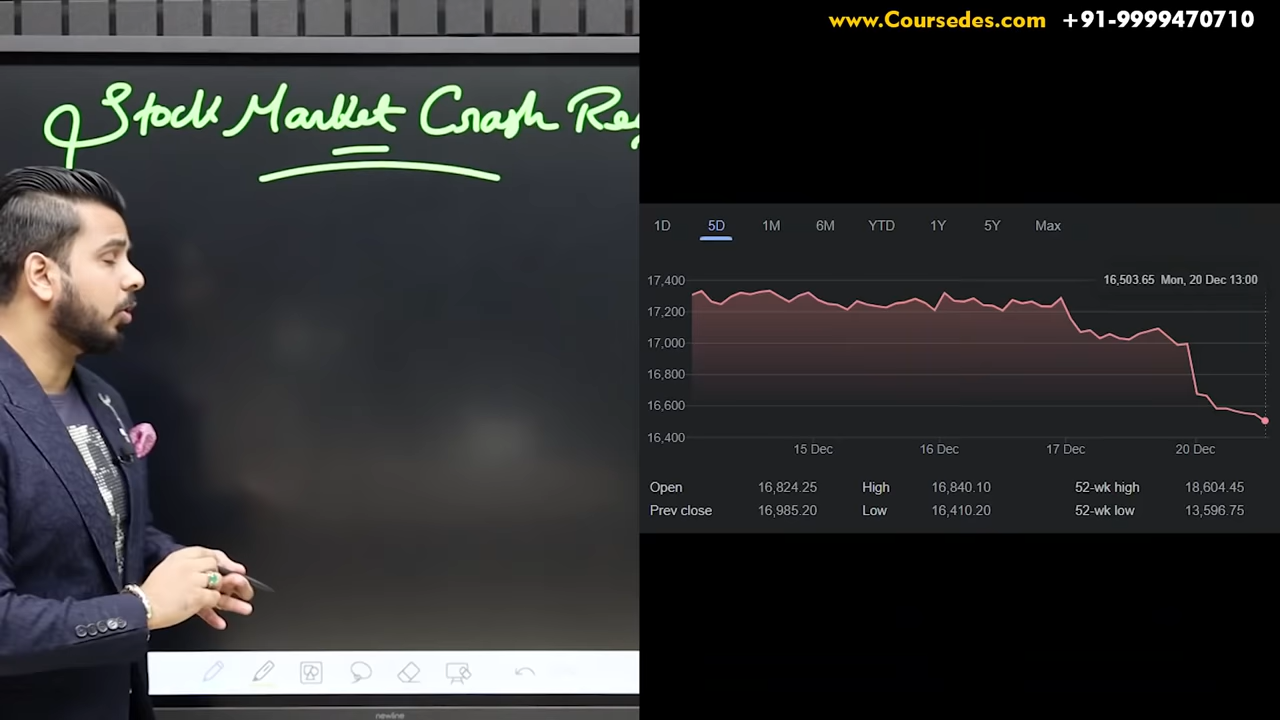 www.Coursedes.com +91-9999470710
Stock Market Crash
1D 5D 1M 6M YTD 1Y 5Y Max
16,503.65 Mon, 20 Dec 13:00
17,400
17,200
17,000
16,800
16,600
16,400
15 Dec 16 Dec 17 Dec 20 Dec
Open 16,824.25 High 16,840.10 52-wk high 18,604.45
Prev close 16,985.20 Low 16,410.20 52-wk low 13,596.75
newline